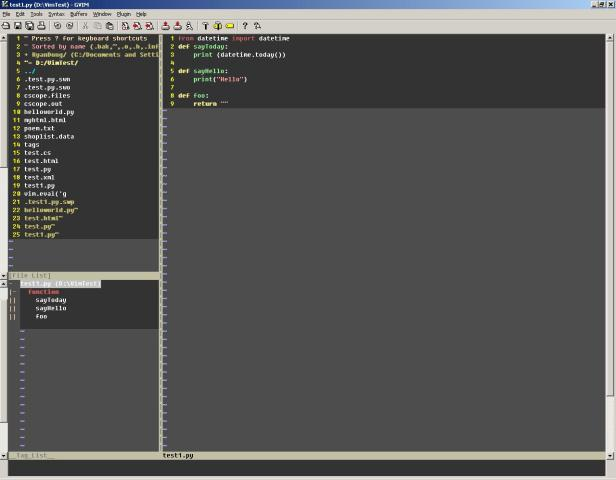 test1.py (D:\VimTest) - GVIM
File Edit Tools Syntax Buffers Window Plugin Help
1 " Press ? for keyboard shortcuts
2 " Sorted by name (.bak,~,.o,.h,.inf
3 + RyanDong/ (C:/Documents and Setti
4 "= D:/VimTest/
5 ../
6 .test.py.swn
7 .test.py.swo
8 cscope.files
9 cscope.out
10 helloworld.py
11 myhtml.html
12 poem.txt
13 shoplist.data
14 tags
15 test.cs
16 test.html
17 test.py
18 test.xml
19 test1.py
20 vim.eval('g
21 .test1.py.swp
22 helloworld.py~
23 test.html~
24 test.py~
25 test1.py~
[File List]
test1.py (D:\VimTest)
function
sayToday
sayHello
foo
__Tag_List__
1 from datetime import datetime
2 def sayToday:
3 print (datetime.today())
4
5 def sayHello:
6 print("Hello")
7
8 def foo:
9 return ""
test1.py